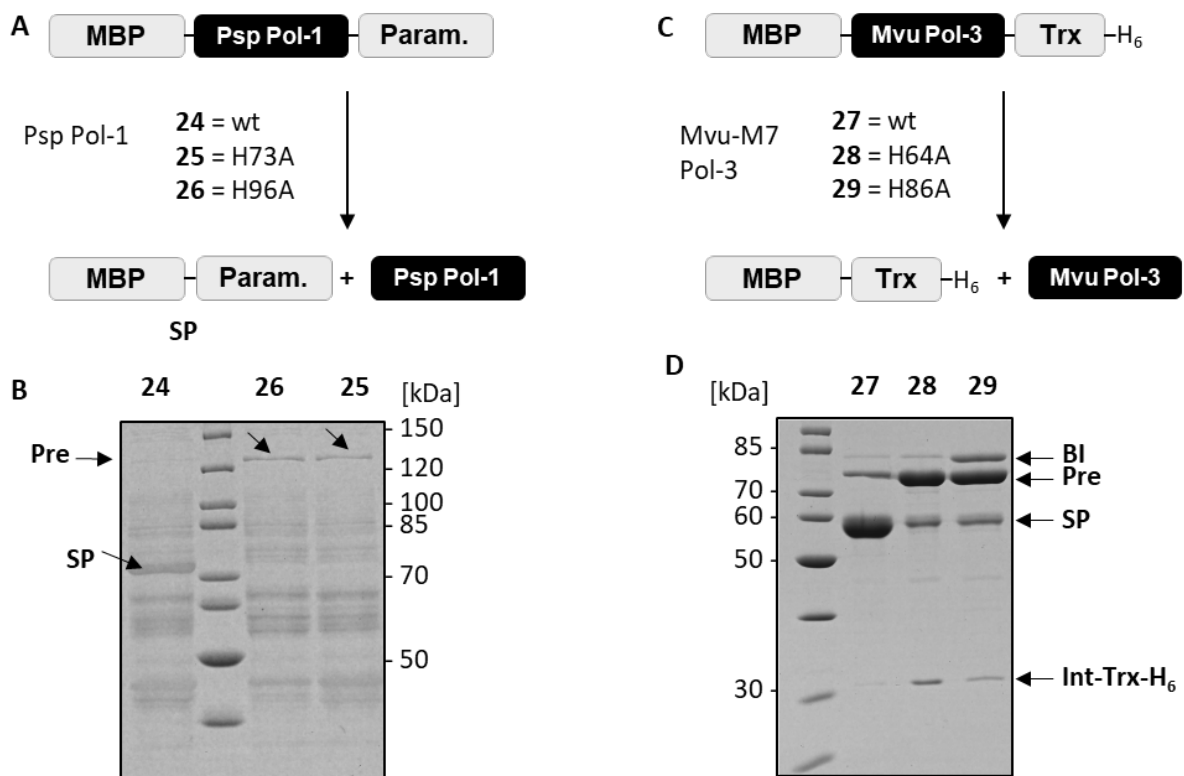 A
MBP
Psp Pol-1
Param.
Psp Pol-1
24 = wt
25 = H73A
26 = H96A
MBP
Param.
+
Psp Pol-1
SP
B
24
26
25
[kDa]
Pre
SP
150
120
100
85
70
50
C
MBP
Mvu Pol-3
Trx
H₆
Mvu-M7
Pol-3
27 = wt
28 = H64A
29 = H86A
MBP
Trx
H₆
+
Mvu Pol-3
D
[kDa]
27
28
29
85
70
60
50
30
BI
Pre
SP
Int-Trx-H₆